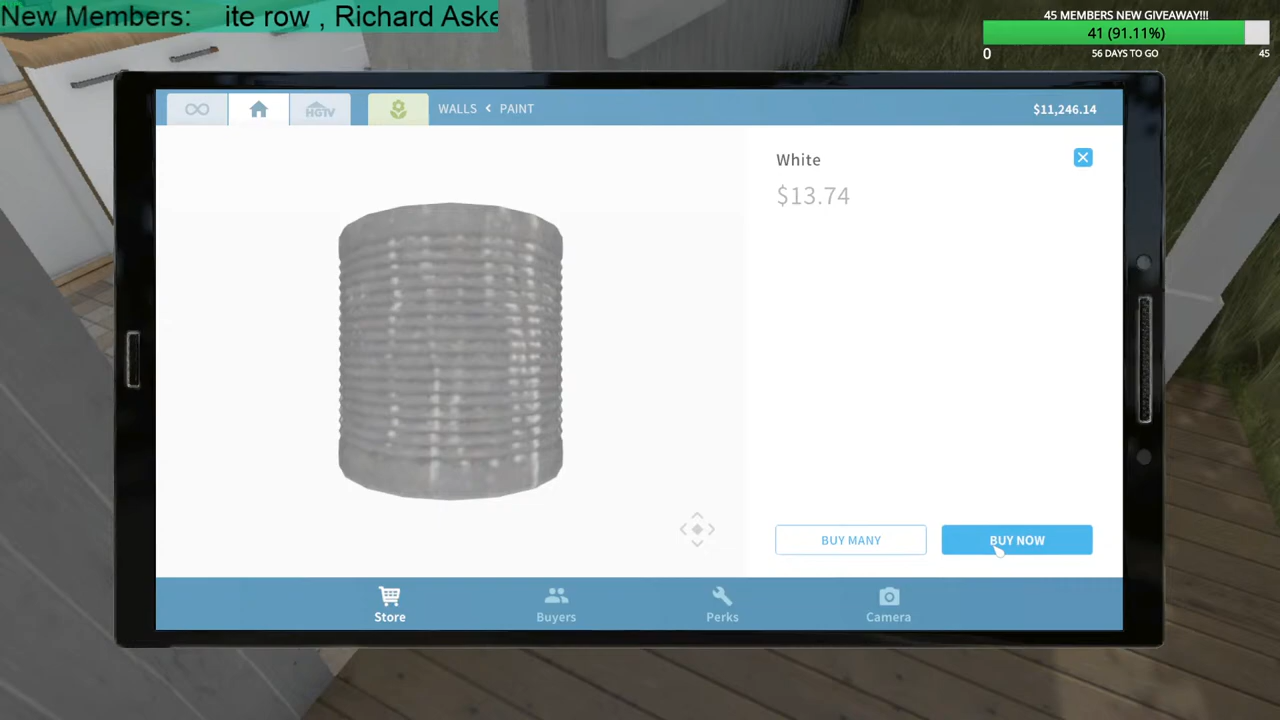 New Members: ite row , Richard Aske
45 MEMBERS NEW GIVEAWAY!!!
41 (91.11%)
0 56 DAYS TO GO 45
HGTV
WALLS < PAINT
$11,246.14
White
$13.74
BUY MANY
BUY NOW
Store
Buyers
Perks
Camera